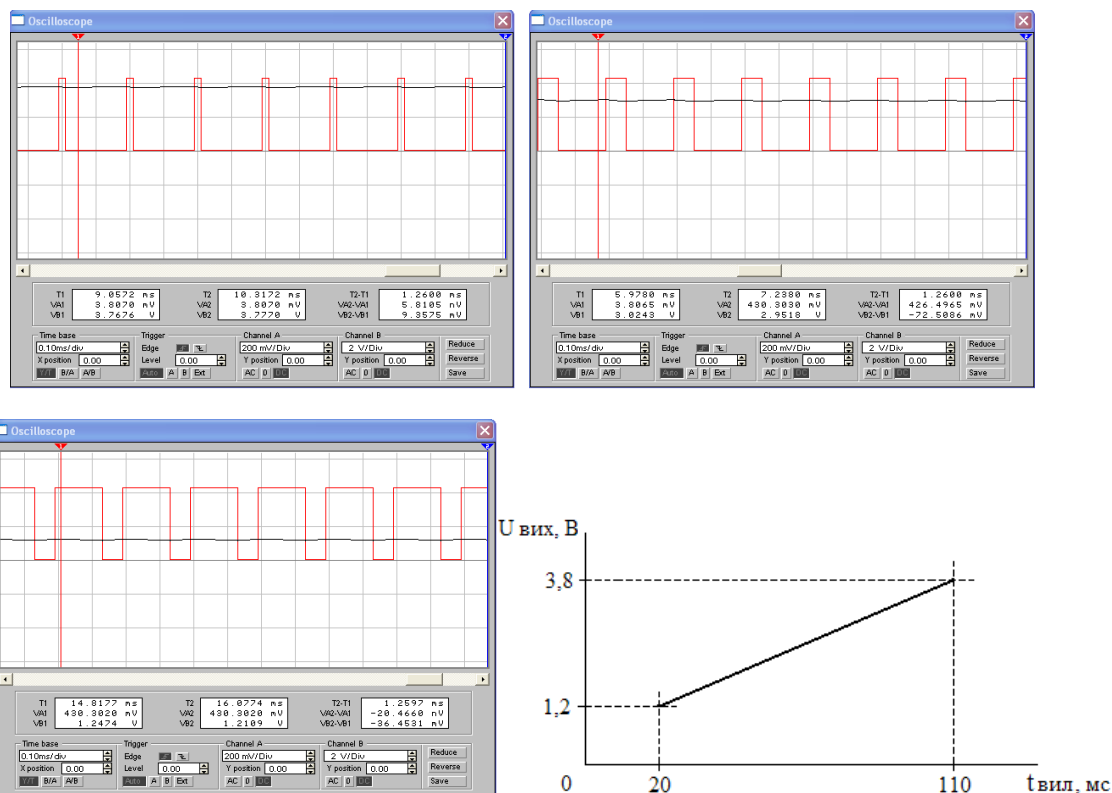 Oscilloscope
1
2
T1 9.0572 ms T2 10.3172 ms T2-T1 1.2600 ms
VA1 3.8070 mV VA2 3.8070 mV VA2-VA1 5.8105 nV
VB1 3.7676 V VB2 3.7770 V VB2-VB1 9.3575 mV
Time base Trigger Channel A Channel B
0.10ms/div Edge 200 mV/Div 2 V/Div Reduce
X position 0.00 Level 0.00 Y position 0.00 Y position 0.00 Reverse
Y/T B/A A/B Auto A B Ext AC 0 DC AC 0 DC Save
Oscilloscope
1
2
T1 5.9780 ms T2 7.2380 ms T2-T1 1.2600 ms
VA1 3.8065 mV VA2 430.3030 mV VA2-VA1 426.4965 mV
VB1 3.0243 V VB2 2.9518 V VB2-VB1 -72.5086 mV
Time base Trigger Channel A Channel B
0.10ms/div Edge 200 mV/Div 2 V/Div Reduce
X position 0.00 Level 0.00 Y position 0.00 Y position 0.00 Reverse
Y/T B/A A/B Auto A B Ext AC 0 DC AC 0 DC Save
Oscilloscope
1
2
T1 14.8177 ms T2 16.0774 ms T2-T1 1.2597 ms
VA1 430.3020 mV VA2 430.3020 mV VA2-VA1 -20.4660 nV
VB1 1.2474 V VB2 1.2109 V VB2-VB1 -36.4531 mV
Time base Trigger Channel A Channel B
0.10ms/div Edge 200 mV/Div 2 V/Div Reduce
X position 0.00 Level 0.00 Y position 0.00 Y position 0.00 Reverse
Y/T B/A A/B Auto A B Ext AC 0 DC AC 0 DC Save
U вих, В
3,8
1,2
0 20 110 tвил, мс